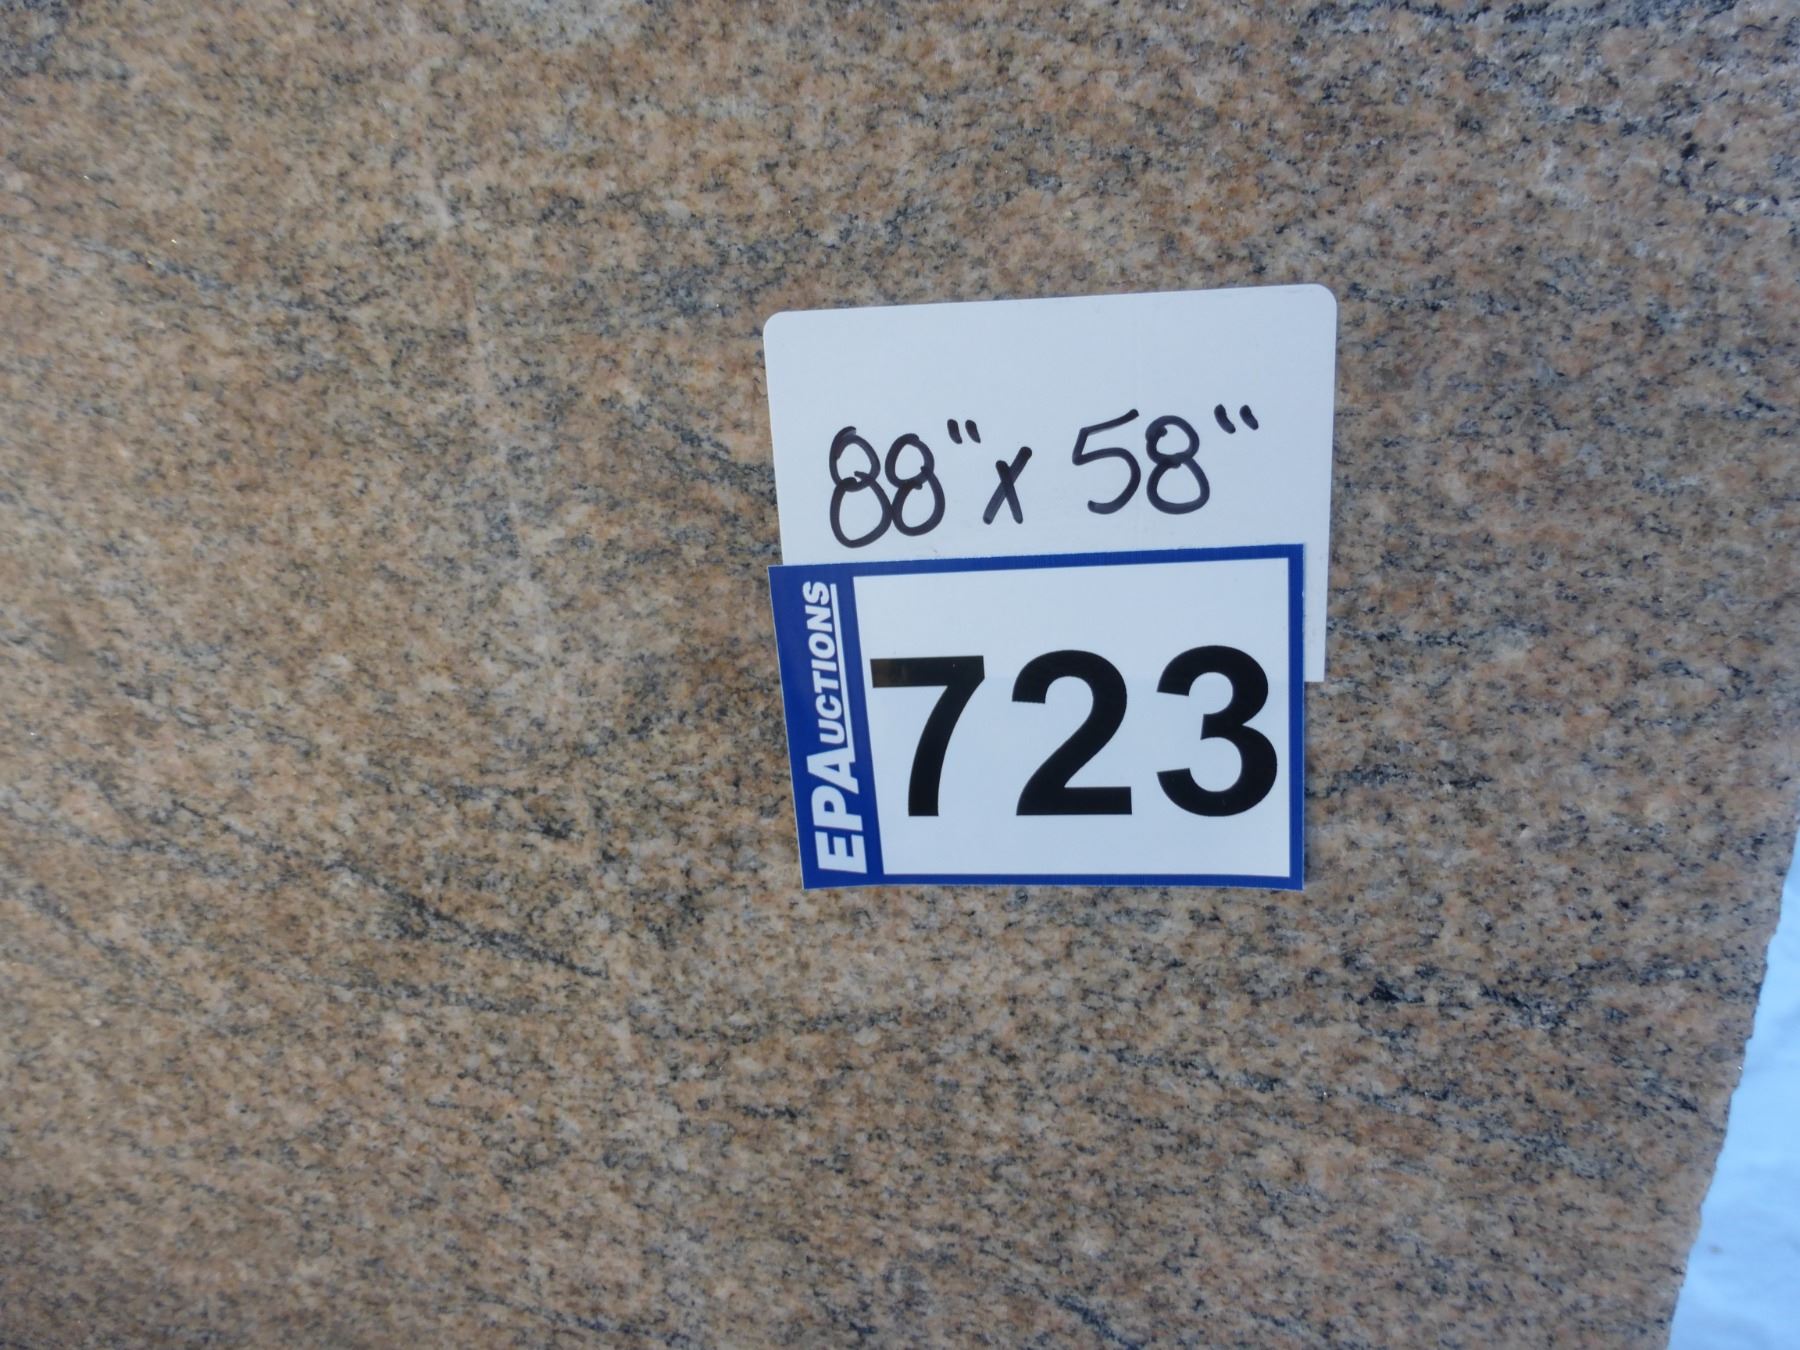 88" x 58"
EPAUCTIONS
723